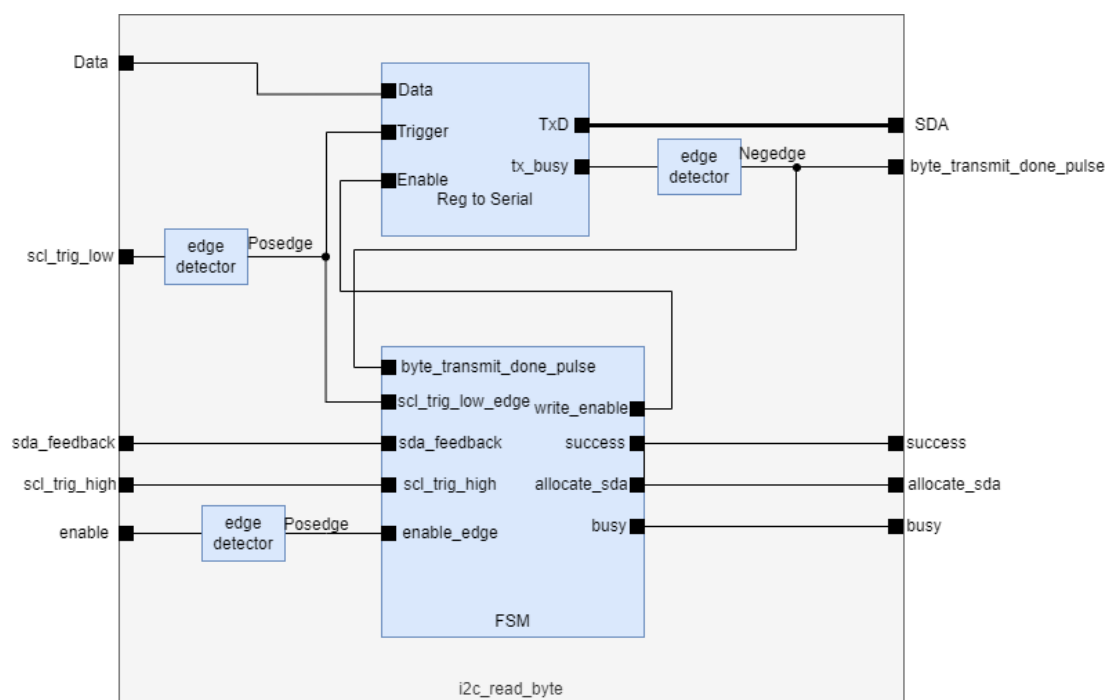 Data
Data
Trigger
TxD
SDA
tx_busy
edge
detector
Negedge
byte_transmit_done_pulse
Enable
Reg to Serial
scl_trig_low
edge
detector
Posedge
byte_transmit_done_pulse
scl_trig_low_edge
write_enable
sda_feedback
sda_feedback
success
success
scl_trig_high
scl_trig_high
allocate_sda
allocate_sda
enable
edge
detector
Posedge
enable_edge
busy
busy
FSM
i2c_read_byte